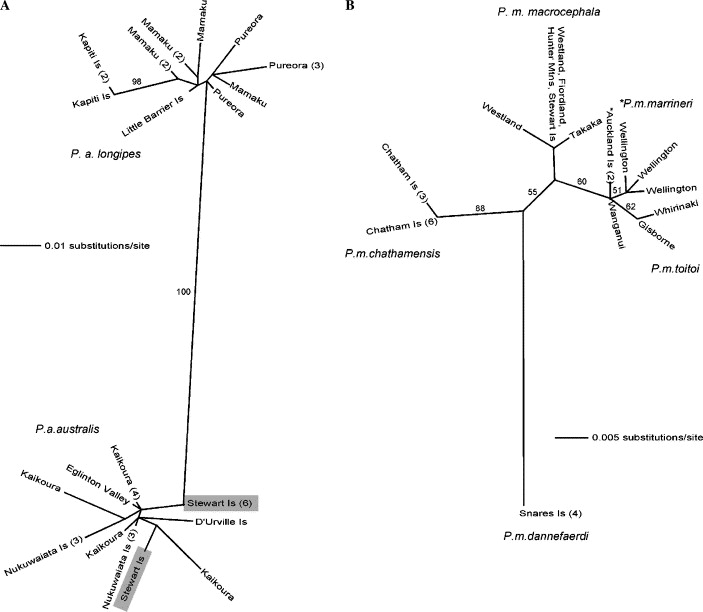 A
Mamaku
Mamaku (2)
Mamaku (2)
Pureora
Kapiti Is (2)
Pureora (3)
98
Mamaku
Kapiti Is
Little Barrier Is
Pureora
P. a. longipes
0.01 substitutions/site
100
P.a.australis
Kaikoura (4)
Eglinton Valley
Kaikoura
Stewart Is (6)
D'Urville Is
Nukuwaiata Is (3)
Kaikoura
Nukuwaiata Is (3)
Stewart Is
Kaikoura
B
P. m. macrocephala
Westland, Fiordland,
Hunter Mtns, Stewart Is
Westland
Takaka
*P.m.marrineri
*Auckland Is (2)
Wellington
Wellington
Wellington
51
60
62
Whirinaki
Gisborne
Wanganui
P.m.toitoi
55
Chatham Is (3)
68
Chatham Is (6)
P.m.chathamensis
0.005 substitutions/site
Snares Is (4)
P.m.dannefaerdi